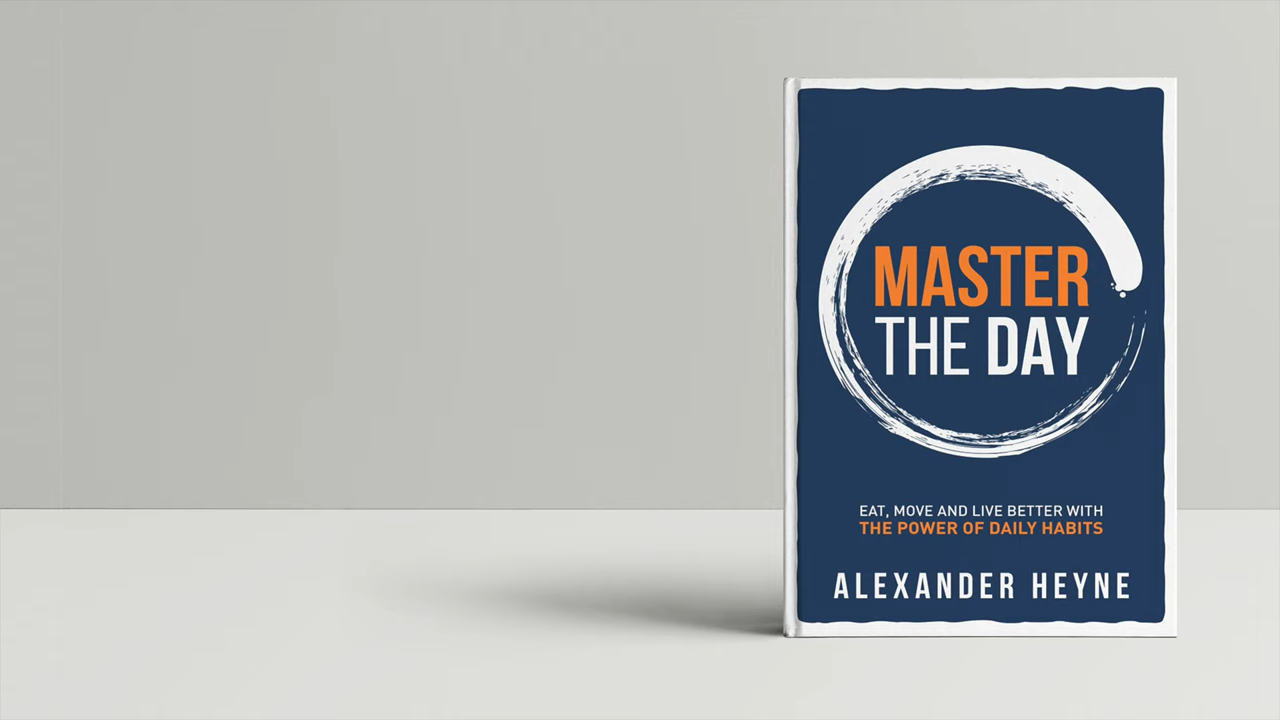 MASTER
THE DAY
EAT, MOVE AND LIVE BETTER WITH
THE POWER OF DAILY HABITS
ALEXANDER HEYNE